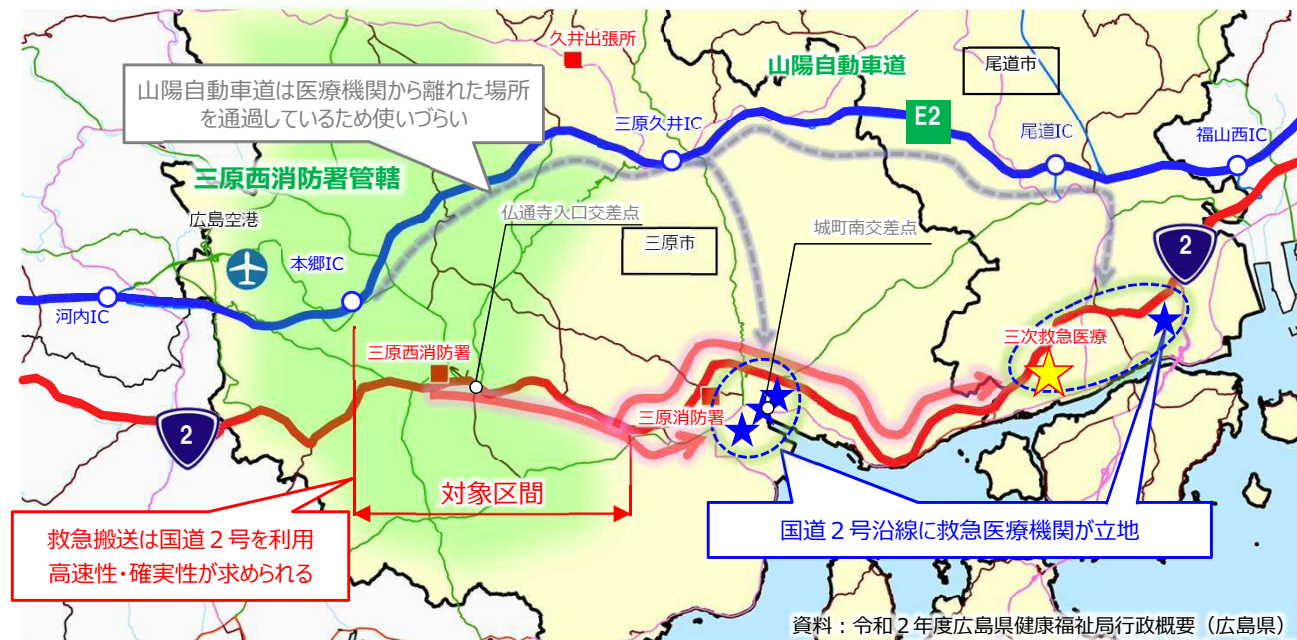 久井出張所
山陽自動車道
尾道市
山陽自動車道は医療機関から離れた場所
を通過しているため使いづらい
E2
三原久井IC
尾道IC
福山西IC
三原西消防署管轄
仏通寺入口交差点
広島空港
三原市
城町南交差点
2
本郷IC
河内IC
三次救急医療
三原西消防署
三原消防署
2
対象区間
救急搬送は国道2号を利用
高速性・確実性が求められる
国道2号沿線に救急医療機関が立地
資料:令和2年度広島県健康福祉局行政概要(広島県)